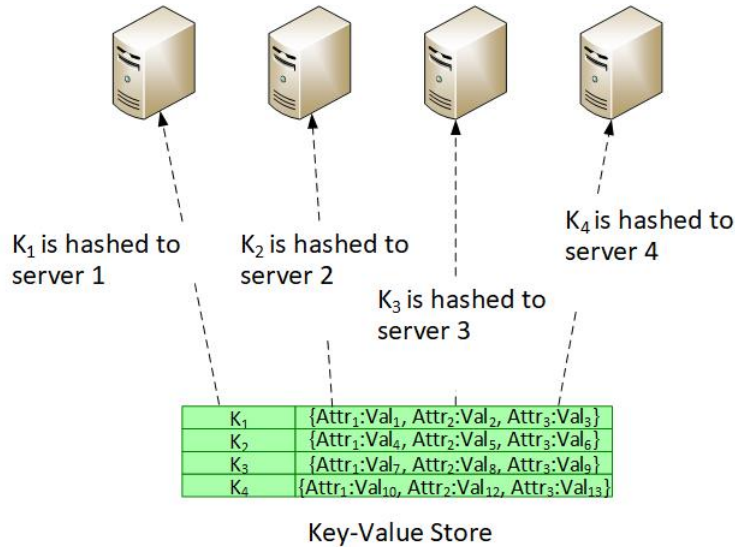 K₁ is hashed to
server 1
K₂ is hashed to
server 2
K₃ is hashed to
server 3
K₄ is hashed to
server 4
K₁ {Attr₁:Val₁, Attr₂:Val₂, Attr₃:Val₃}
K₂ {Attr₁:Val₄, Attr₂:Val₅, Attr₃:Val₆}
K₃ {Attr₁:Val₇, Attr₂:Val₈, Attr₃:Val₉}
K₄ {Attr₁:Val₁₀, Attr₂:Val₁₂, Attr₃:Val₁₃}
Key-Value Store